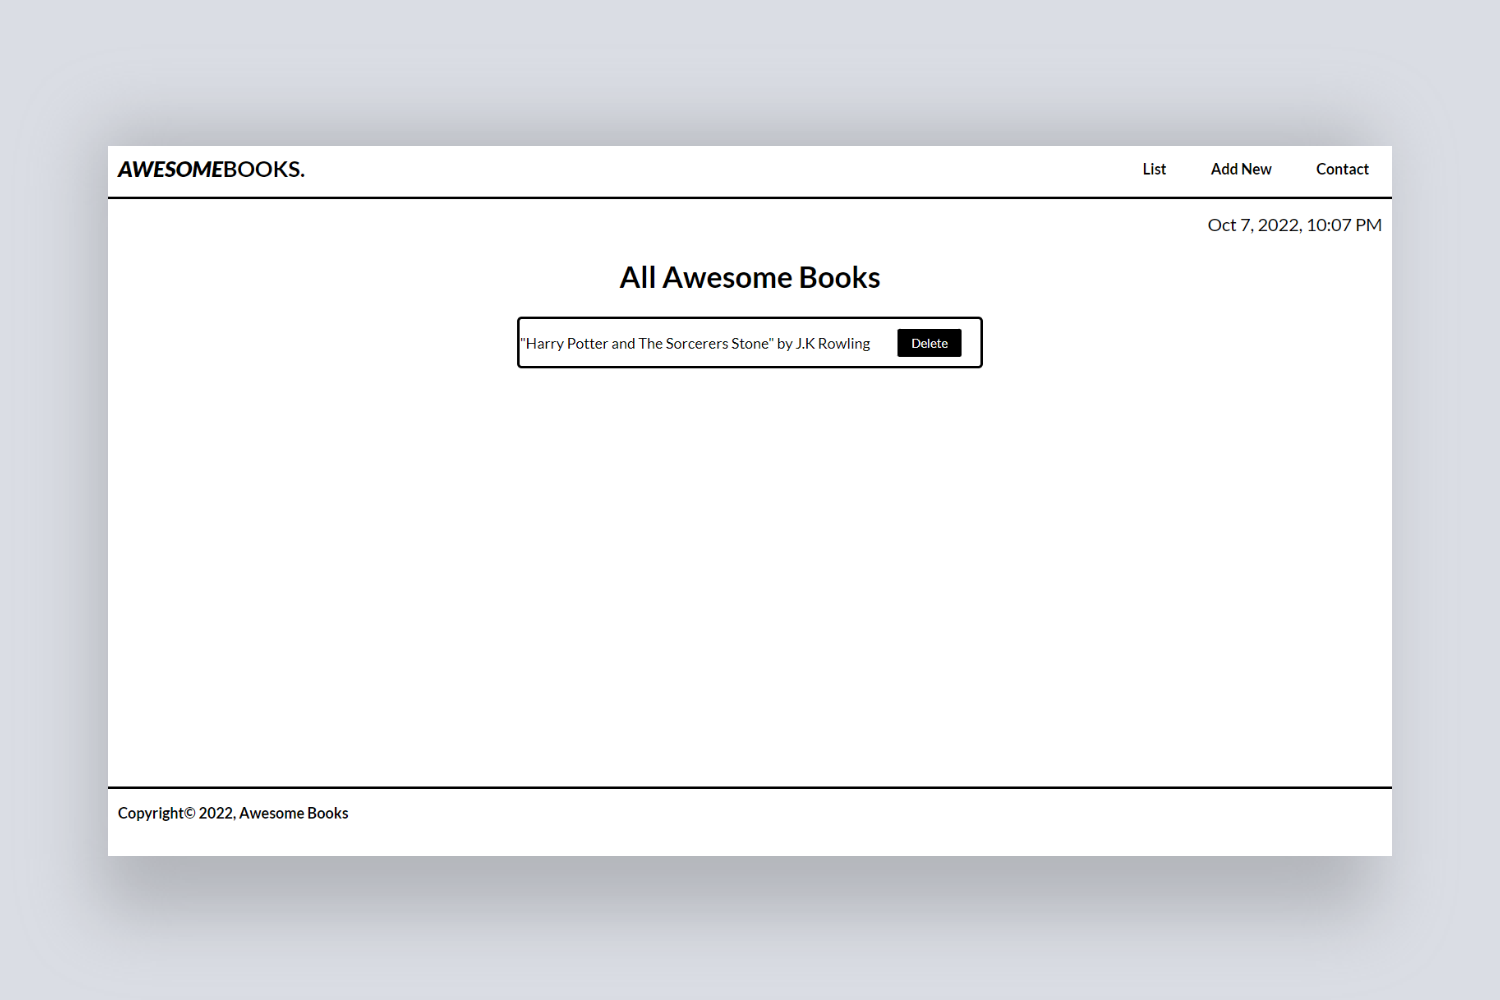 AWESOMEBOOKS. List Add New Contact
Oct 7, 2022, 10:07 PM
All Awesome Books
"Harry Potter and The Sorcerers Stone" by J.K Rowling Delete
Copyright© 2022, Awesome Books